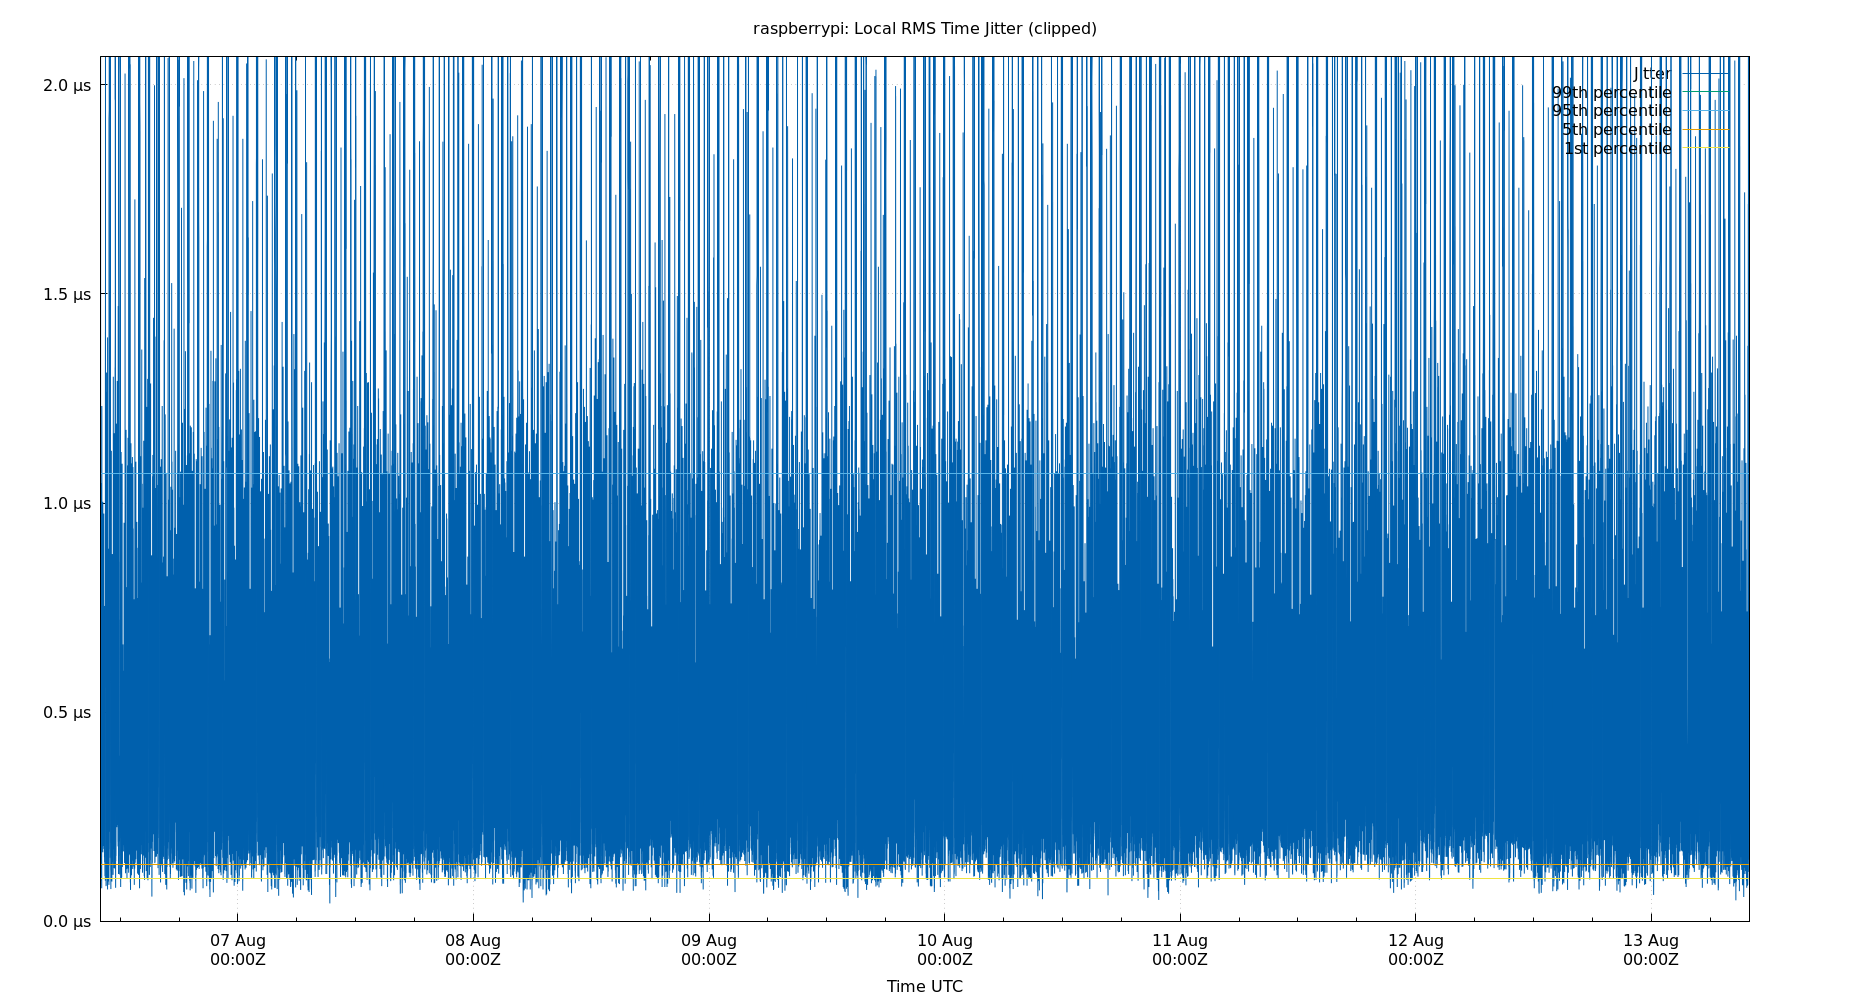 raspberrypi: Local RMS Time Jitter (clipped)
2.0 µs
1.5 µs
1.0 µs
0.5 µs
0.0 µs
Jitter
99th percentile
95th percentile
5th percentile
1st percentile
07 Aug 08 Aug 09 Aug 10 Aug 11 Aug 12 Aug 13 Aug
00:00Z 00:00Z 00:00Z 00:00Z 00:00Z 00:00Z 00:00Z
Time UTC